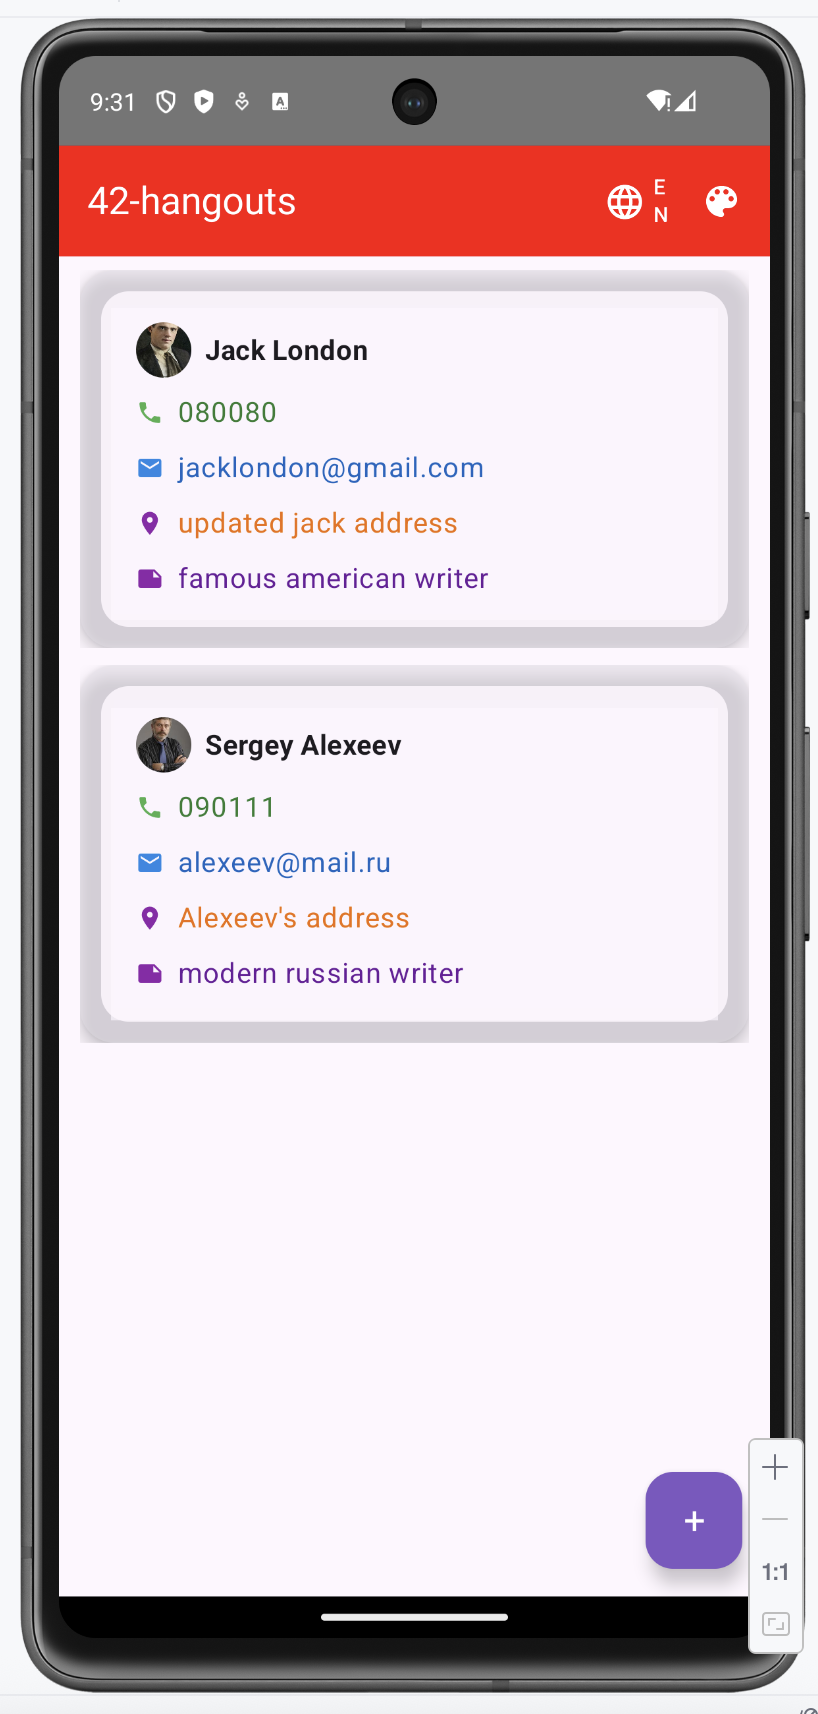 9:31
A
42-hangouts
E
N
Jack London
080080
jacklondon@gmail.com
updated jack address
famous american writer
Sergey Alexeev
090111
alexeev@mail.ru
Alexeev's address
modern russian writer
+
1:1